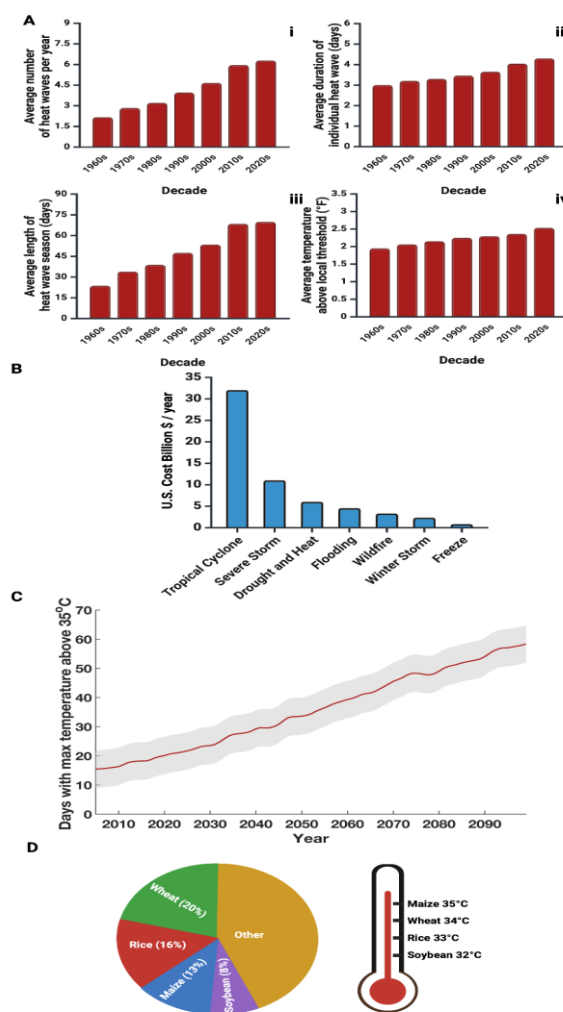 A
i
Average number
of heat waves per year
9
7.5
6
4.5
3
1.5
1960s
1970s
1980s
1990s
2000s
2010s
2020s
Decade
ii
Average duration of
individual heat wave (days)
6
5
4
3
2
1
0
1960s
1970s
1980s
1990s
2000s
2010s
2020s
Decade
iii
Average length of
heat wave season (days)
90
75
60
45
30
15
0
1960s
1970s
1980s
1990s
2000s
2010s
2020s
Decade
iv
Average temperature
above local threshold (°F)
3.5
3
2.5
2
1.5
1
0.5
0
1960s
1970s
1980s
1990s
2000s
2010s
2020s
Decade
B
U.S. Cost Billion $ / year
35
30
25
20
15
10
5
0
Tropical Cyclone
Severe Storm
Drought and Heat
Flooding
Wildfire
Winter Storm
Freeze
C
Days with max temperature above 35°C
70
60
50
40
30
20
10
0
2010
2020
2030
2040
2050
2060
2070
2080
2090
Year
D
Wheat (20%)
Rice (16%)
Maize (13%)
Soybean (8%)
Other
Maize 35°C
Wheat 34°C
Rice 33°C
Soybean 32°C